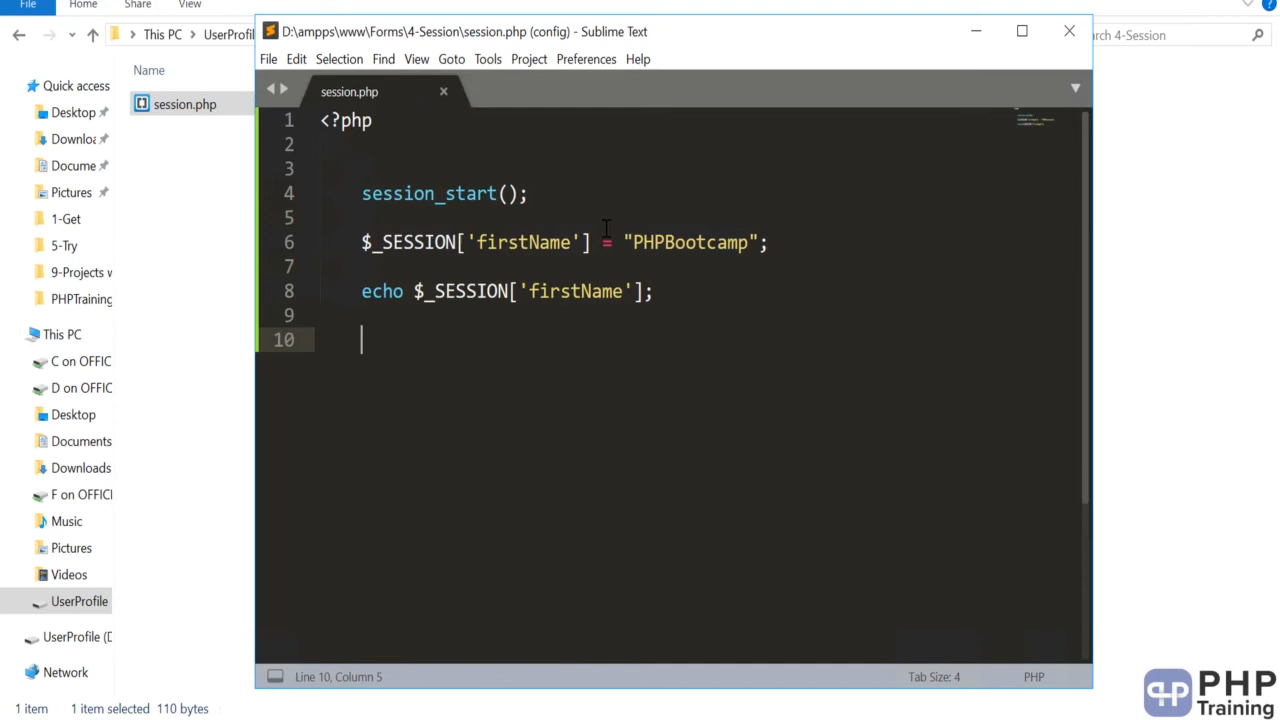 File Home Share View
This PC UserProfil
arch 4-Session
Name
Quick access
session.php
Desktop
Downloa
Docume
Pictures
1-Get
5-Try
9-Projects w
PHPTraining
This PC
C on OFFIC
D on OFFIC
Desktop
Documents
Downloads
F on OFFICI
Music
Pictures
Videos
UserProfile
UserProfile (D
Network
1 item 1 item selected 110 bytes
D:\ampps\www\Forms\4-Session\session.php (config) - Sublime Text
File Edit Selection Find View Goto Tools Project Preferences Help
session.php
1 <?php
2
3
4 session_start();
5
6 $_SESSION['firstName'] = "PHPBootcamp";
7
8 echo $_SESSION['firstName'];
9
10
Line 10, Column 5 Tab Size: 4 PHP
php PHP
Training